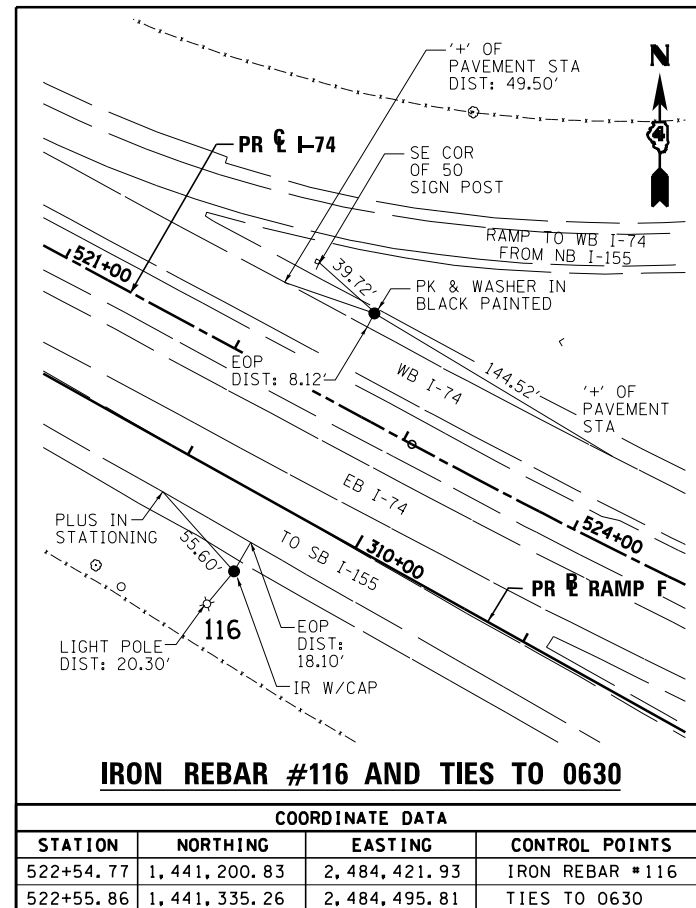 '+' OF
PAVEMENT STA
DIST: 49.50'
N
4
PR ℄ I-74
SE COR
OF 50
SIGN POST
RAMP TO WB I-74
FROM NB I-155
521+00
39.72'
PK & WASHER IN
BLACK PAINTED
EOP
DIST: 8.12'
WB I-74
144.52'
'+' OF
PAVEMENT
STA
EB I-74
524+00
PLUS IN
STATIONING
55.60'
TO SB I-155
310+00
PR BL RAMP F
116
LIGHT POLE
DIST: 20.30'
EOP
DIST:
18.10'
IR W/CAP
IRON REBAR #116 AND TIES TO 0630
COORDINATE DATA
STATION NORTHING EASTING CONTROL POINTS
522+54.77 1,441,200.83 2,484,421.93 IRON REBAR #116
522+55.86 1,441,335.26 2,484,495.81 TIES TO 0630